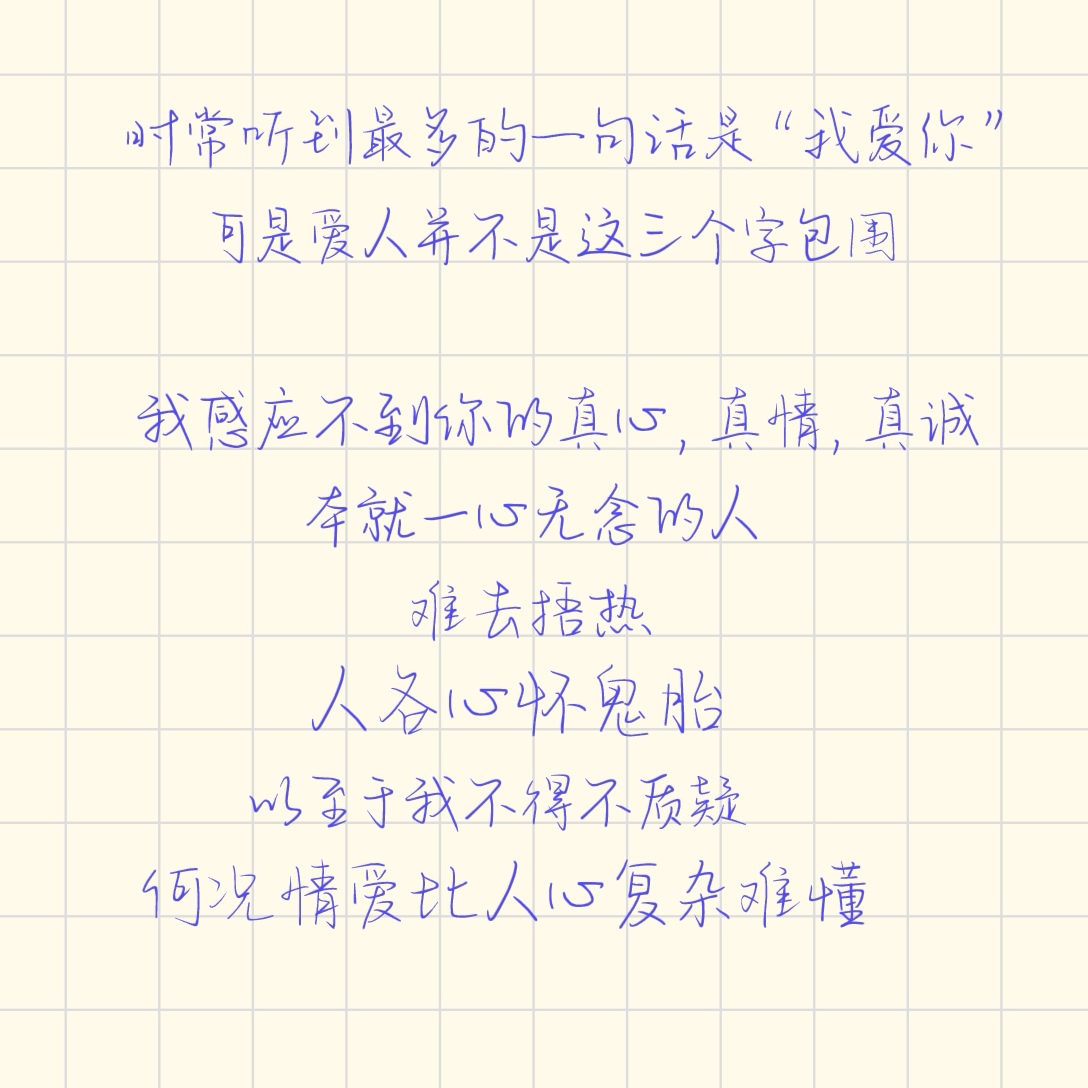 时常听到最多的一句话是“我爱你”
可是爱人并不是这三个字包围
我感应不到你的真心,真情,真诚
本就一心无念的人
难去捂热
人各心怀鬼胎
以至于我不得不质疑
何况情爱比人心复杂难懂